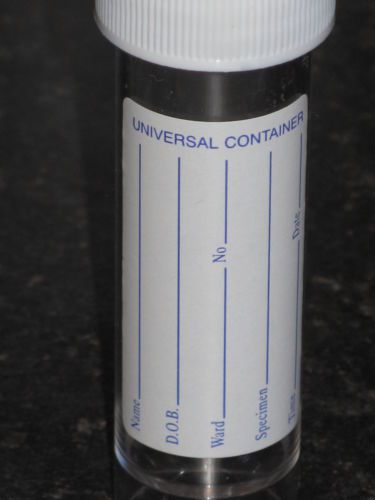 UNIVERSAL CONTAINER
Name
D.O.B.
Ward No
Specimen
Time Date